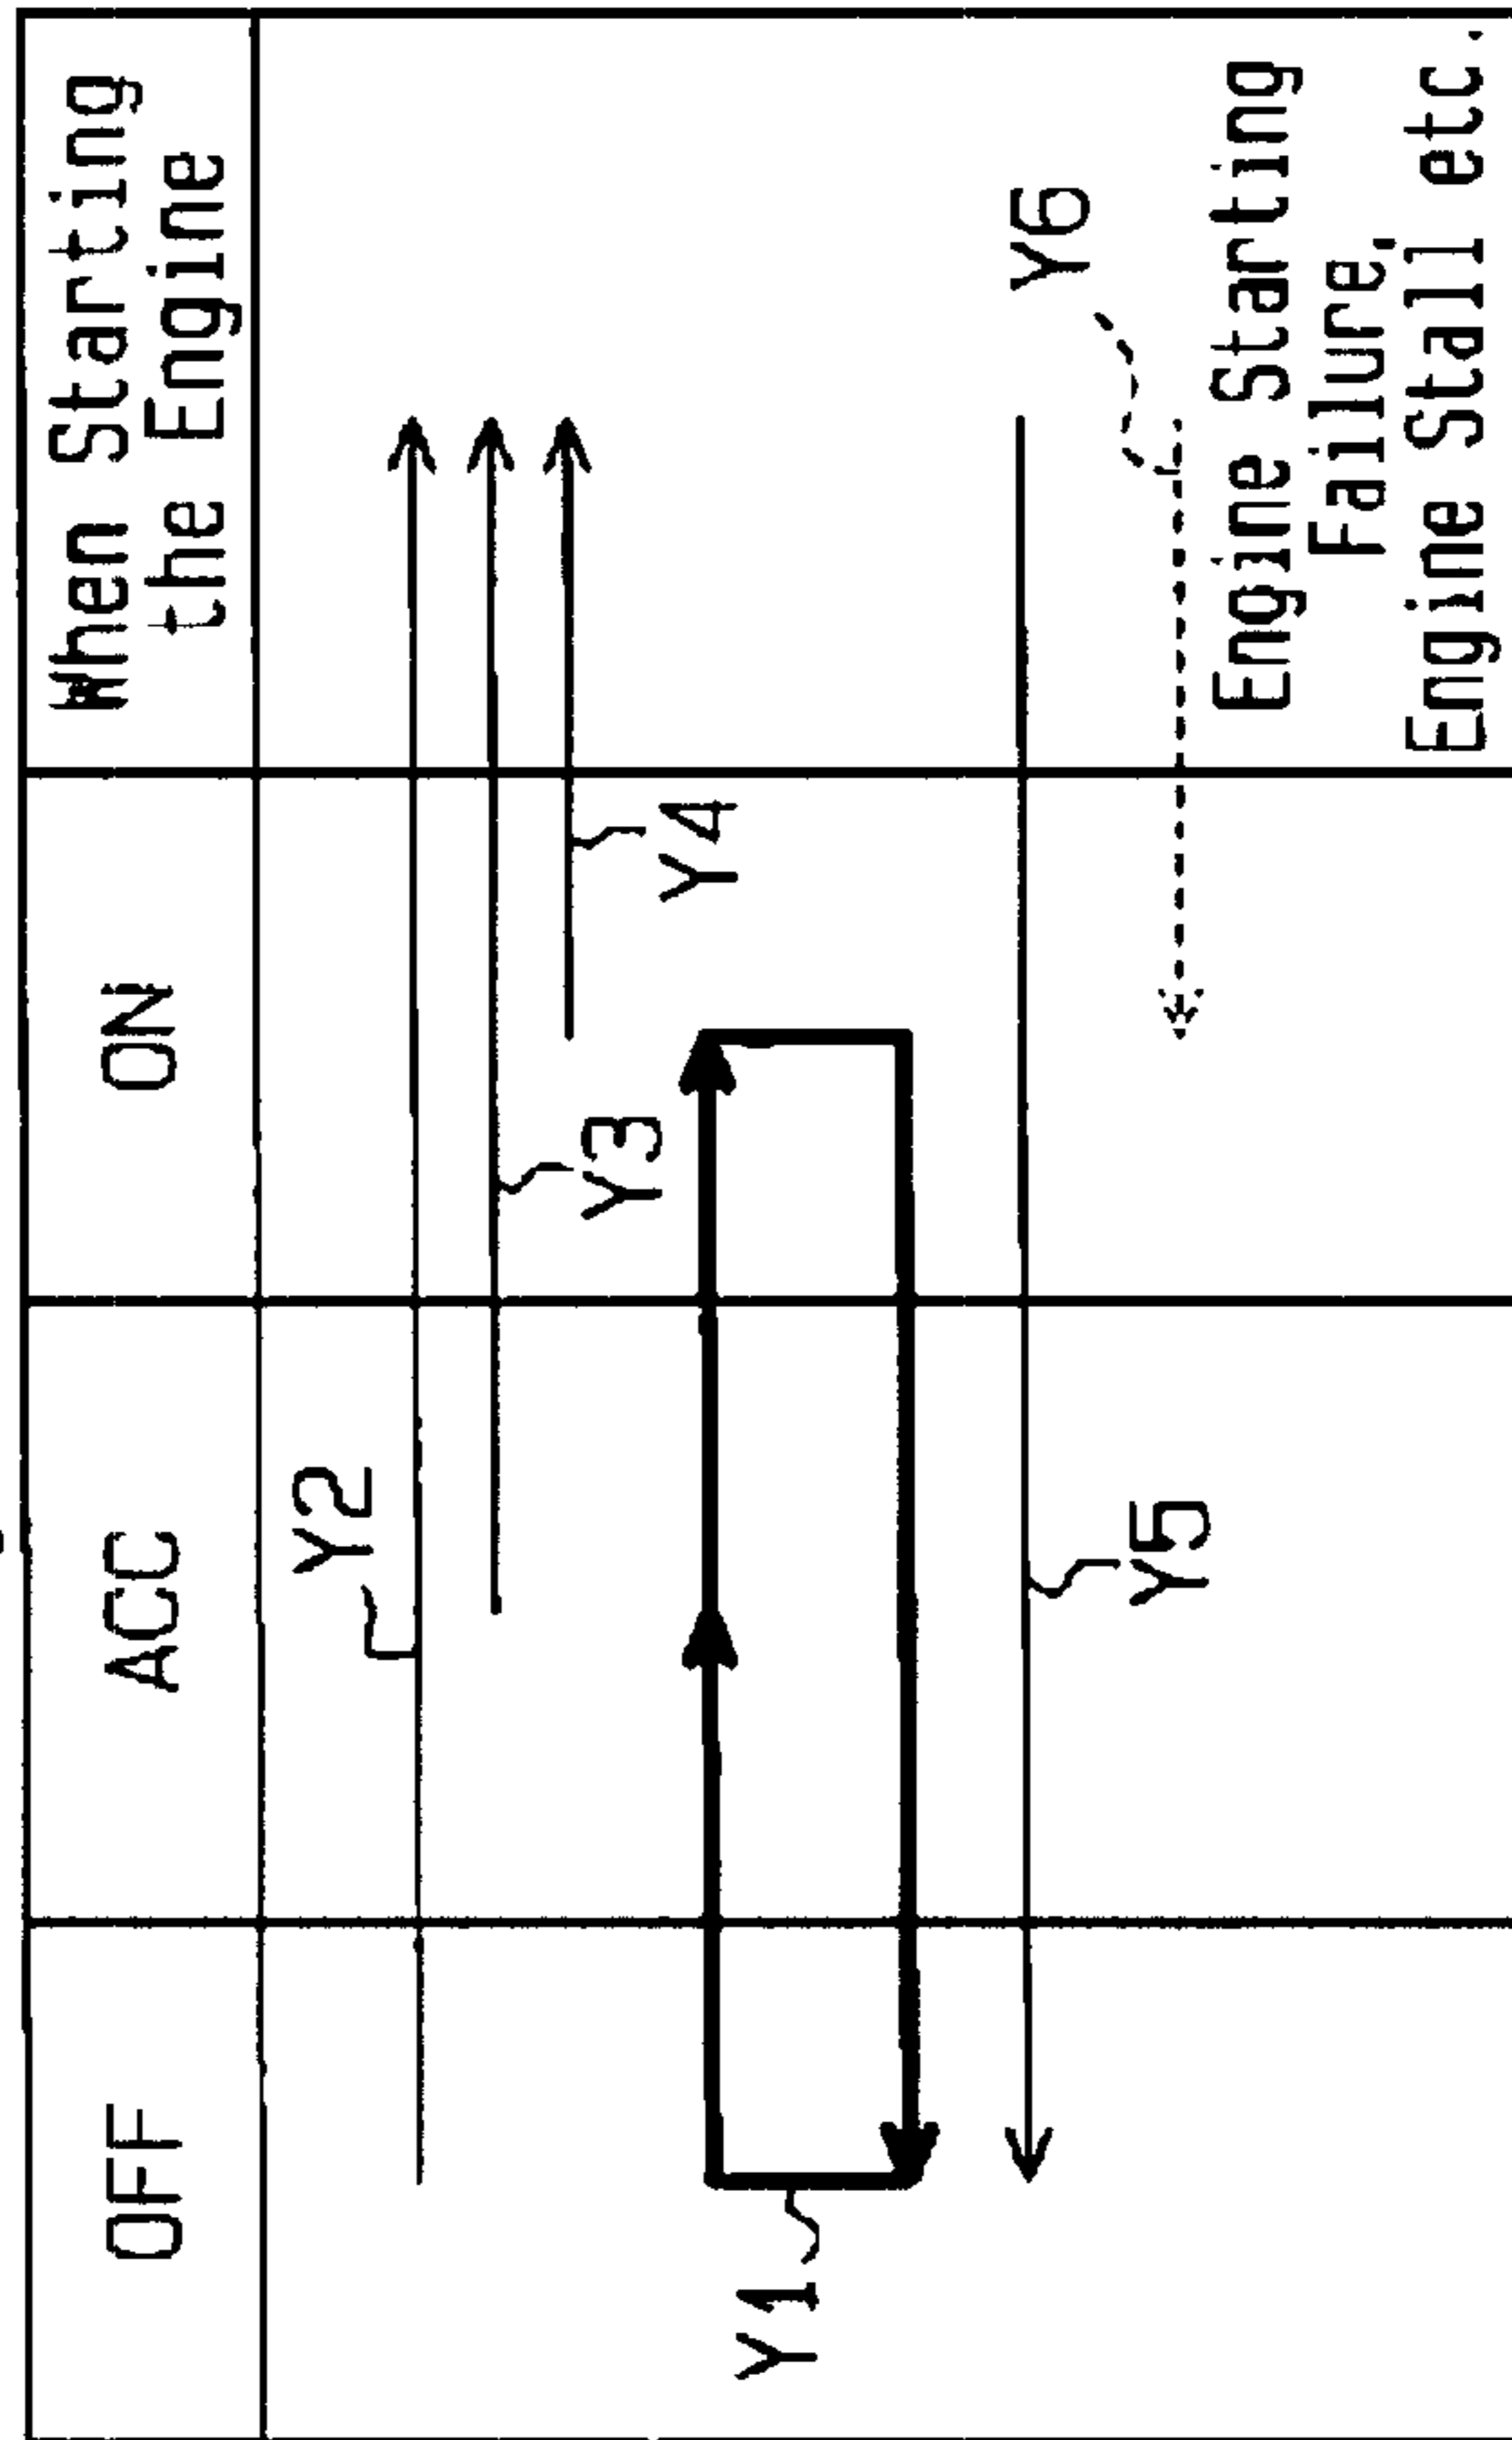 OFF
ACC
ON
When Starting
the Engine
Y2
Y3
Y4
Y1
Y5
Y6
Engine Starting
Failure,
Engine Stall etc.